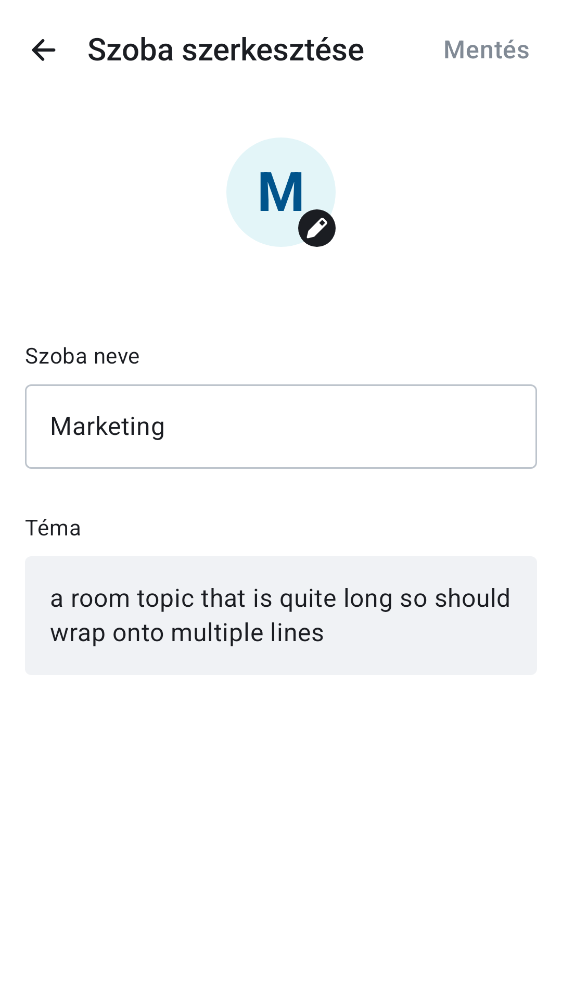 Szoba szerkesztése
Mentés
M
Szoba neve
Marketing
Téma
a room topic that is quite long so should
wrap onto multiple lines